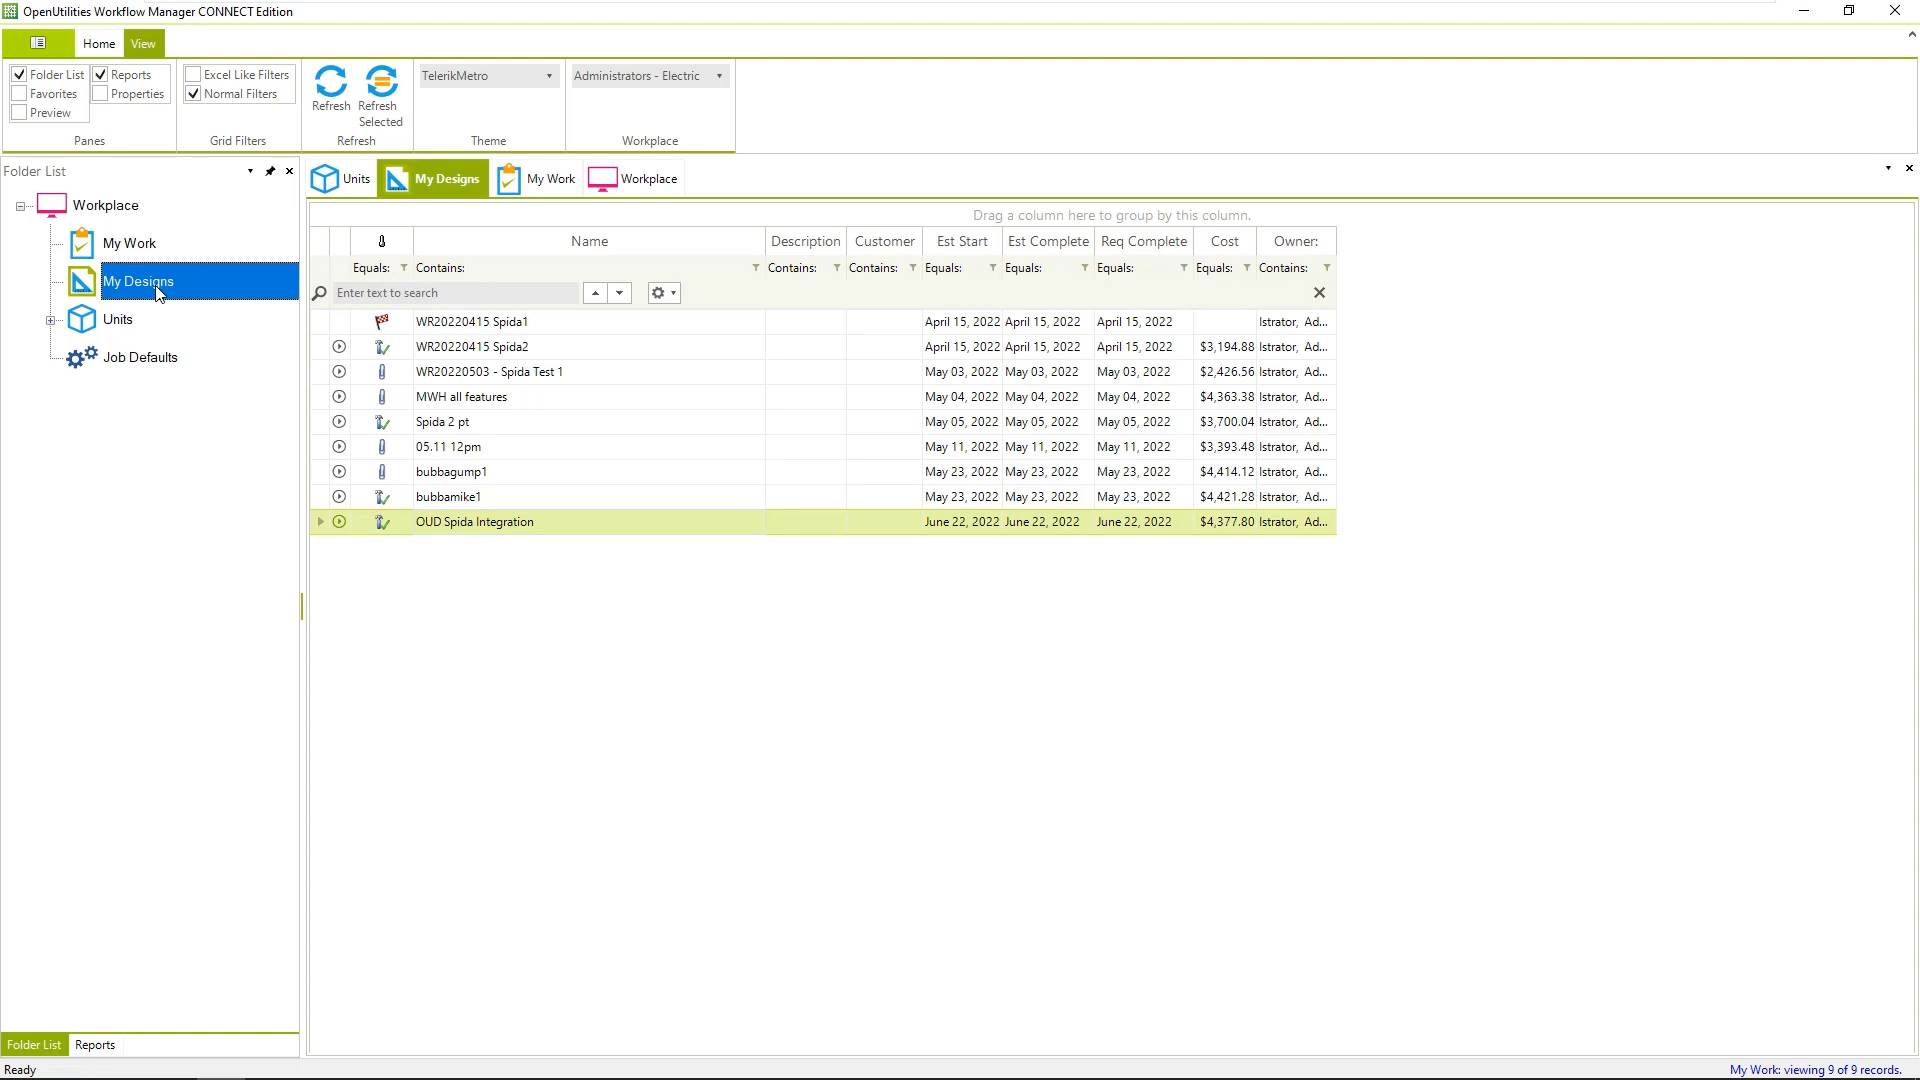 OpenUtilities Workflow Manager CONNECT Edition
Home View
Folder List Reports Excel Like Filters TelerikMetro Administrators - Electric
Favorites Properties Normal Filters
Preview
Refresh Refresh Selected
Panes Grid Filters Refresh Theme Workplace
Folder List
Workplace
My Work
My Designs
Units
Job Defaults
Units My Designs My Work Workplace
Drag a column here to group by this column.
Name Description Customer Est Start Est Complete Req Complete Cost Owner:
Equals: Contains: Contains: Contains: Equals: Equals: Equals: Equals: Contains:
Enter text to search
WR20220415 Spida1 April 15, 2022 April 15, 2022 April 15, 2022 Istrator, Ad...
WR20220415 Spida2 April 15, 2022 April 15, 2022 April 15, 2022 $3,194.88 Istrator, Ad...
WR20220503 - Spida Test 1 May 03, 2022 May 03, 2022 May 03, 2022 $2,426.56 Istrator, Ad...
MWH all features May 04, 2022 May 04, 2022 May 04, 2022 $4,363.38 Istrator, Ad...
Spida 2 pt May 05, 2022 May 05, 2022 May 05, 2022 $3,700.04 Istrator, Ad...
05.11 12pm May 11, 2022 May 11, 2022 May 11, 2022 $3,393.48 Istrator, Ad...
bubbagump1 May 23, 2022 May 23, 2022 May 23, 2022 $4,414.12 Istrator, Ad...
bubbamike1 May 23, 2022 May 23, 2022 May 23, 2022 $4,421.28 Istrator, Ad...
OUD Spida Integration June 22, 2022 June 22, 2022 June 22, 2022 $4,377.80 Istrator, Ad...
Folder List Reports
Ready My Work: viewing 9 of 9 records.